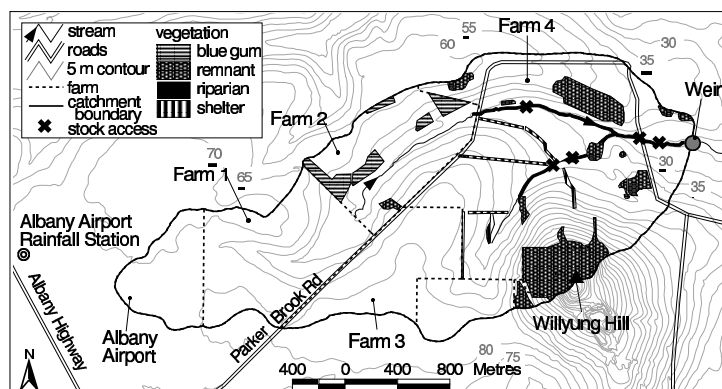 stream
roads
5 m contour
farm
catchment
boundary
stock access
vegetation
blue gum
remnant
riparian
shelter
55
60
Farm 4
35
30
Weir
Farm 2
70
65
Farm 1
30
35
Albany Airport
Rainfall Station
Albany Highway
Albany
Airport
Parker Brook Rd
Farm 3
Willyung Hill
80
75
N
400 0 400 800 Metres